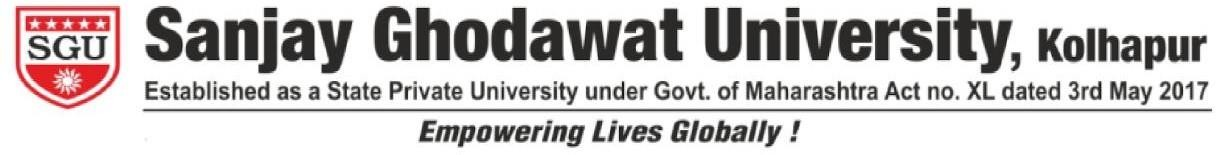 SGU
Sanjay Ghodawat University, Kolhapur
Established as a State Private University under Govt. of Maharashtra Act no. XL dated 3rd May 2017
Empowering Lives Globally !